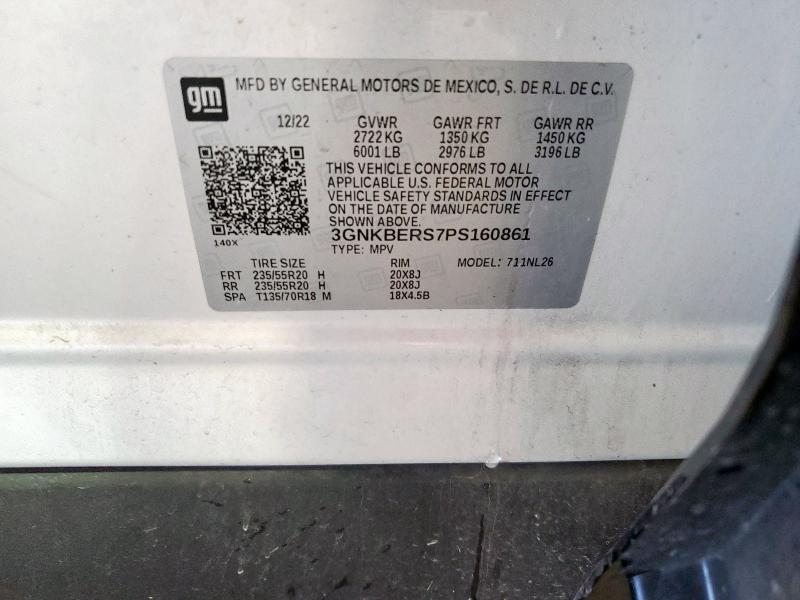 gm
MFD BY GENERAL MOTORS DE MEXICO, S. DE R.L. DE C.V.
12/22 GVWR GAWR FRT GAWR RR
2722 KG 1350 KG 1450 KG
6001 LB 2976 LB 3196 LB
THIS VEHICLE CONFORMS TO ALL
APPLICABLE U.S. FEDERAL MOTOR
VEHICLE SAFETY STANDARDS IN EFFECT
ON THE DATE OF MANUFACTURE
SHOWN ABOVE.
140X
3GNKBERS7PS160861
TYPE: MPV
TIRE SIZE RIM MODEL: 711NL26
FRT 235/55R20 H 20X8J
RR 235/55R20 H 20X8J
SPA T135/70R18 M 18X4.5B